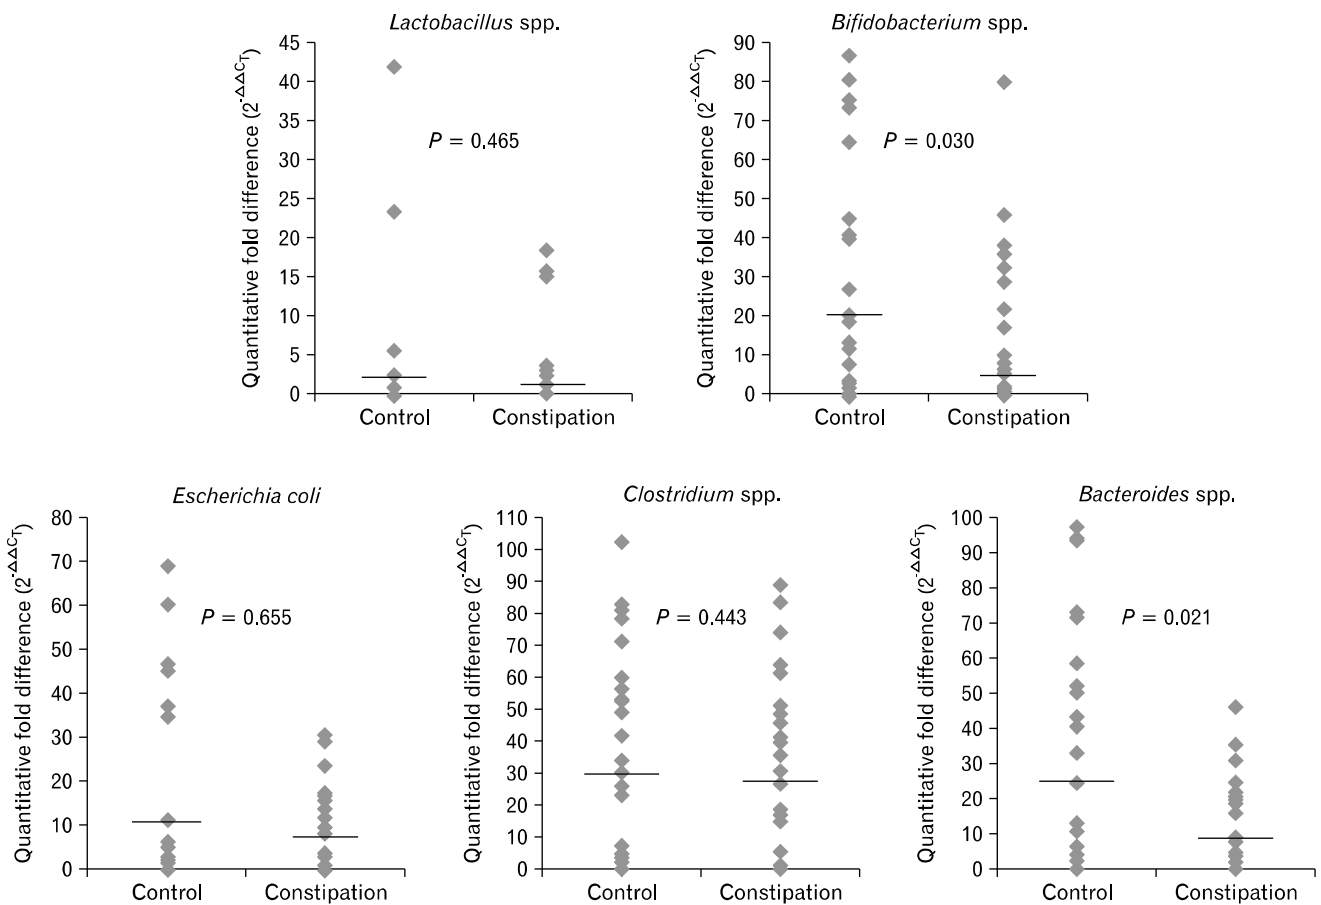 Lactobacillus spp.
Quantitative fold difference (2^-△△CT)
45
40
35
30
25
20
15
10
5
0
P = 0.465
Control
Constipation
Bifidobacterium spp.
Quantitative fold difference (2^-△△CT)
90
80
70
60
50
40
30
20
10
0
P = 0.030
Control
Constipation
Escherichia coli
Quantitative fold difference (2^-△△CT)
80
70
60
50
40
30
20
10
0
P = 0.655
Control
Constipation
Clostridium spp.
Quantitative fold difference (2^-△△CT)
110
100
90
80
70
60
50
40
30
20
10
0
P = 0.443
Control
Constipation
Bacteroides spp.
Quantitative fold difference (2^-△△CT)
100
90
80
70
60
50
40
30
20
10
0
P = 0.021
Control
Constipation